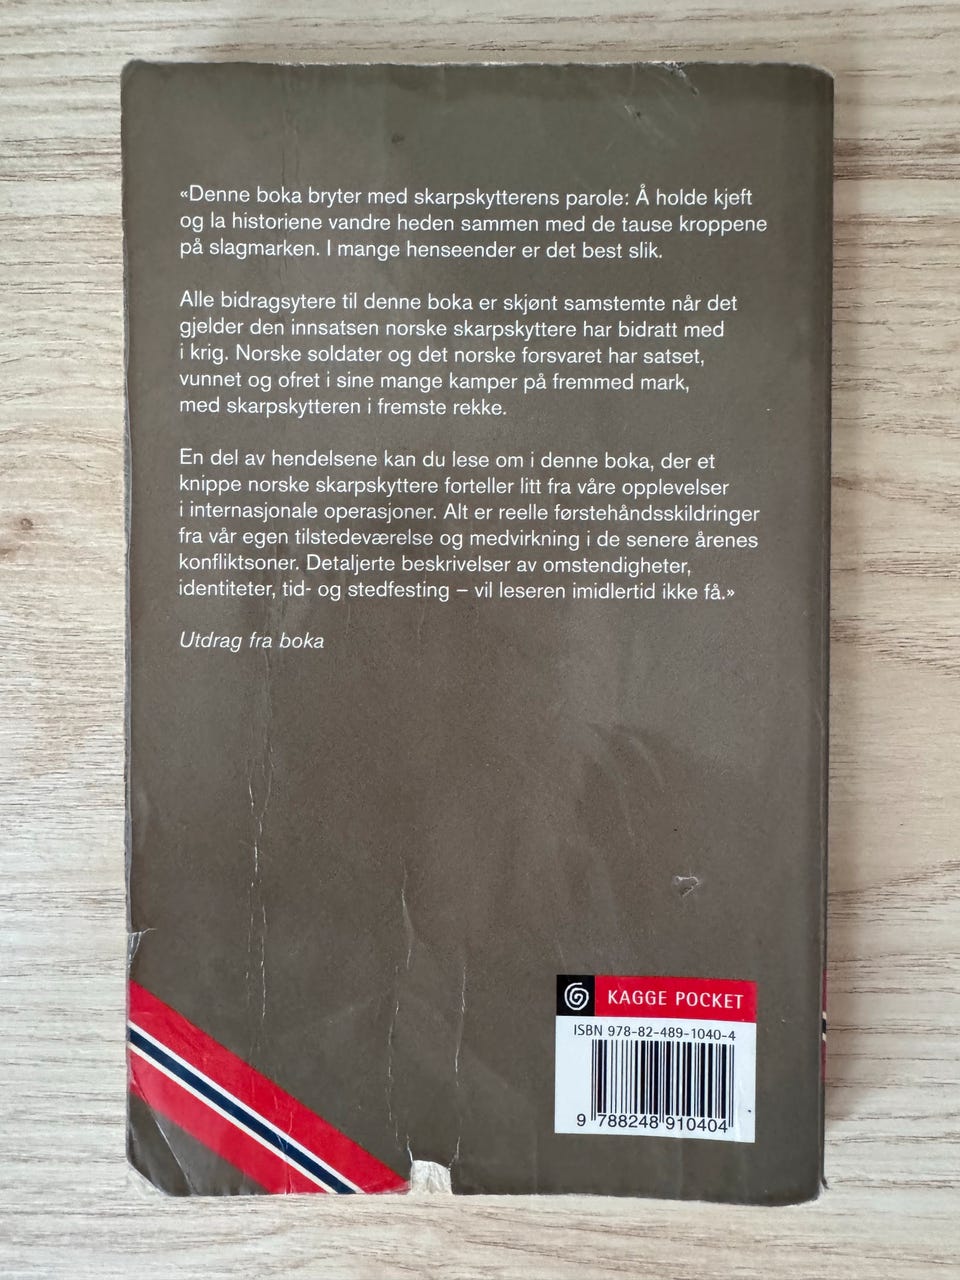 «Denne boka bryter med skarpskytterens parole: Å holde kjeft
og la historiene vandre heden sammen med de tause kroppene
på slagmarken. I mange henseender er det best slik.
Alle bidragsytere til denne boka er skjønt samstemte når det
gjelder den innsatsen norske skarpskyttere har bidratt med
i krig. Norske soldater og det norske forsvaret har satset,
vunnet og ofret i sine mange kamper på fremmed mark,
med skarpskytteren i fremste rekke.
En del av hendelsene kan du lese om i denne boka, der et
knippe norske skarpskyttere forteller litt fra våre opplevelser
i internasjonale operasjoner. Alt er reelle førstehåndsskildringer
fra vår egen tilstedeværelse og medvirkning i de senere årenes
konfliktsoner. Detaljerte beskrivelser av omstendigheter,
identiteter, tid- og stedfesting – vil leseren imidlertid ikke få.»
Utdrag fra boka
KAGGE POCKET
ISBN 978-82-489-1040-4
9 788248 910404